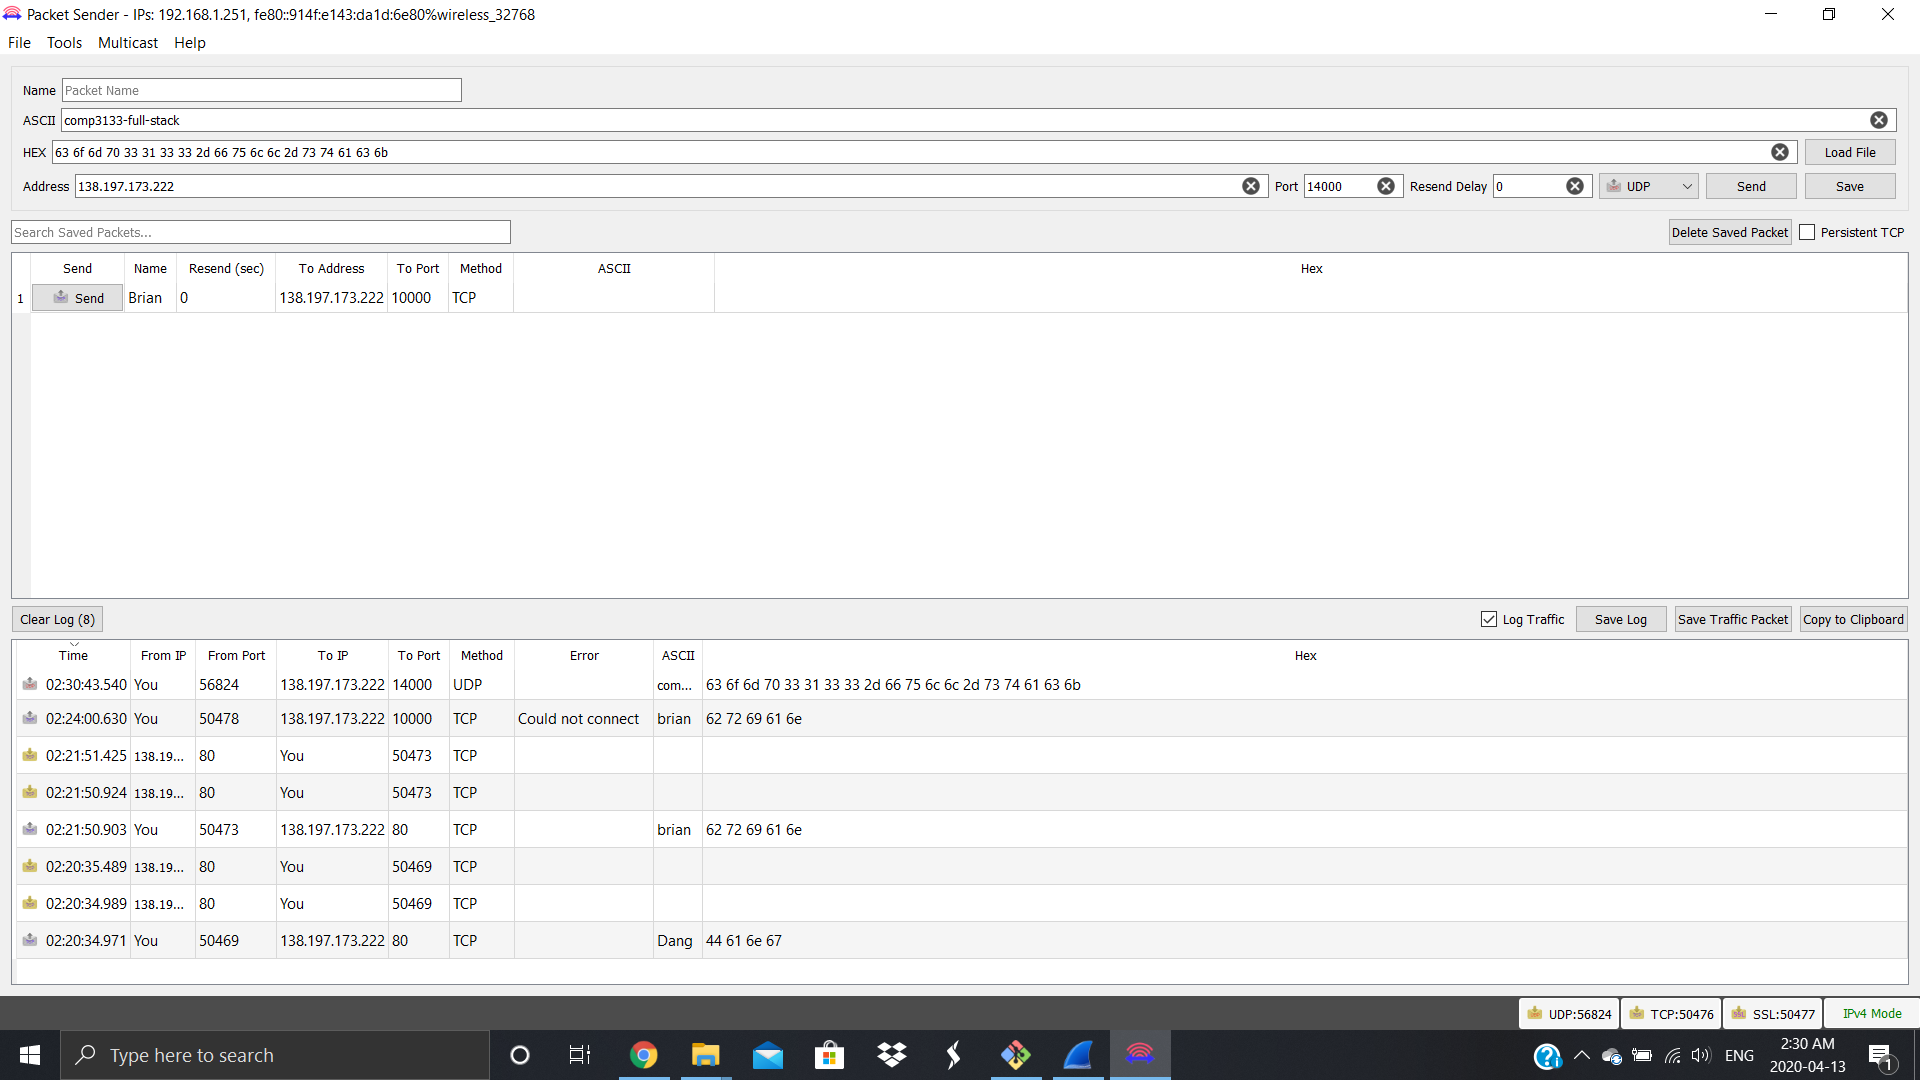 Packet Sender - IPs: 192.168.1.251, fe80::914f:e143:da1d:6e80%wireless_32768
File Tools Multicast Help
Name Packet Name
ASCII comp3133-full-stack
HEX 63 6f 6d 70 33 31 33 33 2d 66 75 6c 6c 2d 73 74 61 63 6b Load File
Address 138.197.173.222 Port 14000 Resend Delay 0 UDP Send Save
Search Saved Packets... Delete Saved Packet Persistent TCP
Send Name Resend (sec) To Address To Port Method ASCII Hex
1 Send Brian 0 138.197.173.222 10000 TCP
Clear Log (8) Log Traffic Save Log Save Traffic Packet Copy to Clipboard
Time From IP From Port To IP To Port Method Error ASCII Hex
02:30:43.540 You 56824 138.197.173.222 14000 UDP com... 63 6f 6d 70 33 31 33 33 2d 66 75 6c 6c 2d 73 74 61 63 6b
02:24:00.630 You 50478 138.197.173.222 10000 TCP Could not connect brian 62 72 69 61 6e
02:21:51.425 138.19... 80 You 50473 TCP
02:21:50.924 138.19... 80 You 50473 TCP
02:21:50.903 You 50473 138.197.173.222 80 TCP brian 62 72 69 61 6e
02:20:35.489 138.19... 80 You 50469 TCP
02:20:34.989 138.19... 80 You 50469 TCP
02:20:34.971 You 50469 138.197.173.222 80 TCP Dang 44 61 6e 67
UDP:56824 TCP:50476 SSL:50477 IPv4 Mode
Type here to search ENG 2:30 AM
2020-04-13 1